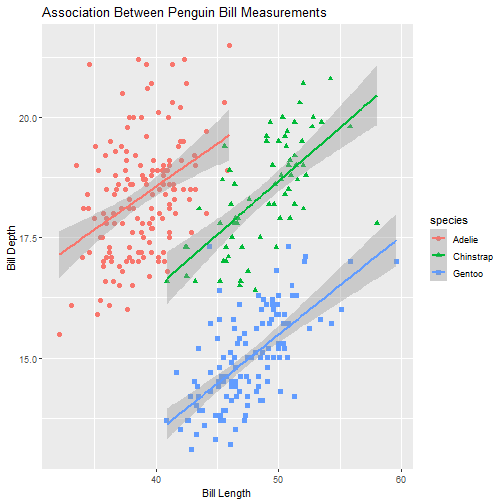 Association Between Penguin Bill Measurements
Bill Depth
20.0
17.5
15.0
40
50
60
Bill Length
species
Adelie
Chinstrap
Gentoo